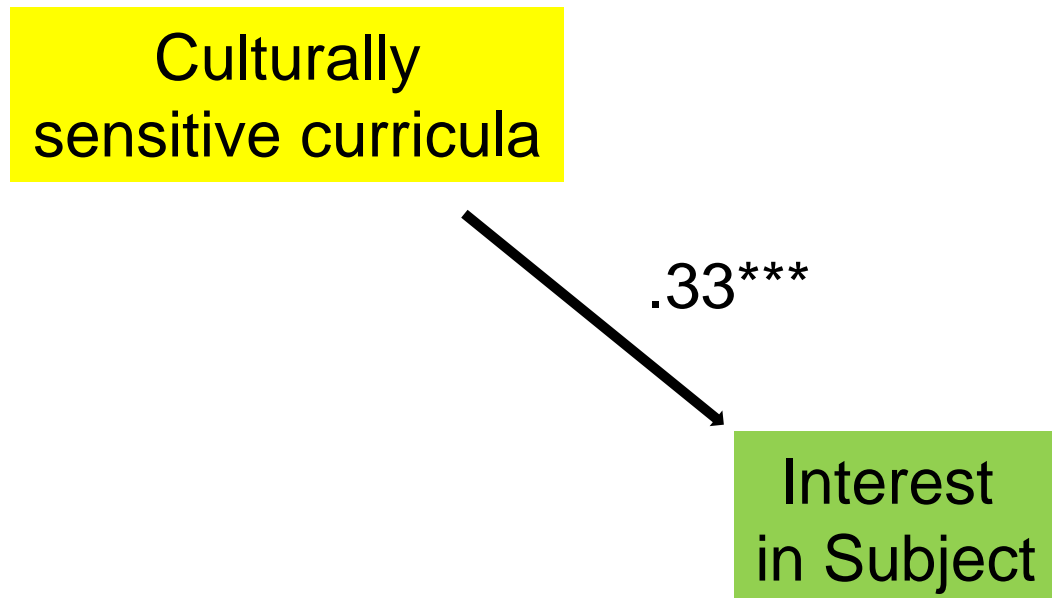 Culturally
sensitive curricula
.33***
Interest
in Subject